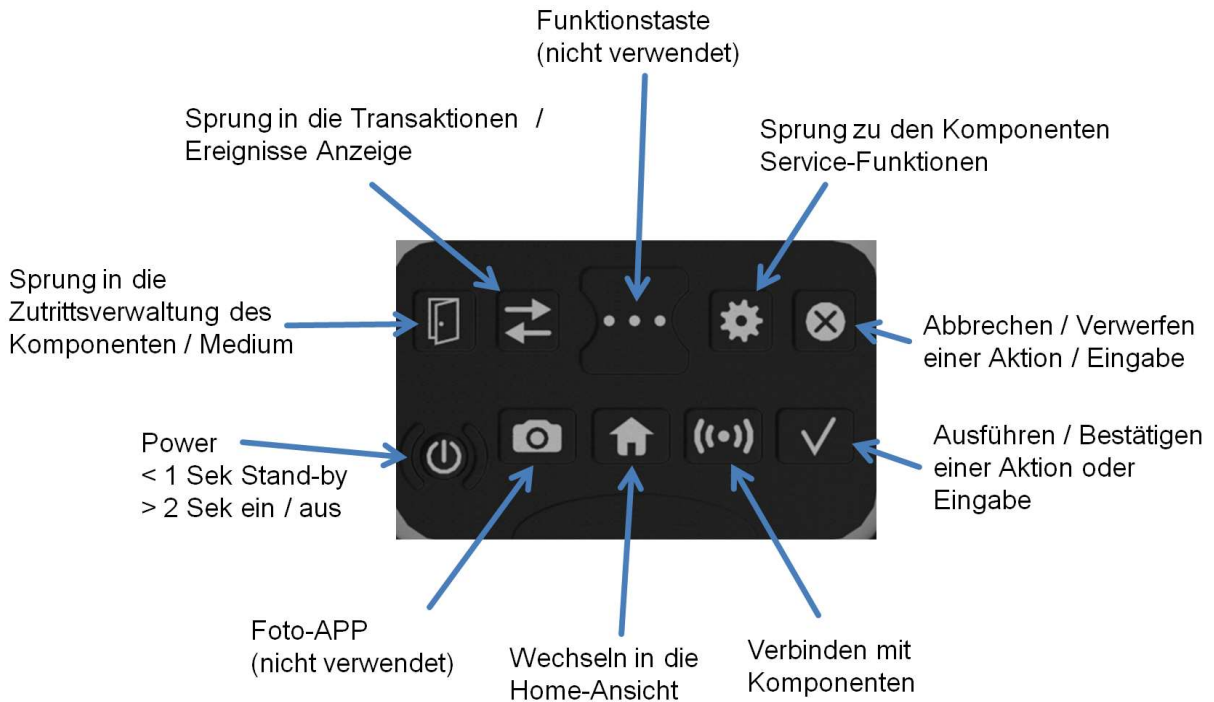 Funktionstaste
(nicht verwendet)
Sprung in die Transaktionen /
Ereignisse Anzeige
Sprung zu den Komponenten
Service-Funktionen
Sprung in die
Zutrittsverwaltung des
Komponenten / Medium
Abbrechen / Verwerfen
einer Aktion / Eingabe
Power
< 1 Sek Stand-by
> 2 Sek ein / aus
Ausführen / Bestätigen
einer Aktion oder
Eingabe
Foto-APP
(nicht verwendet)
Wechseln in die
Home-Ansicht
Verbinden mit
Komponenten